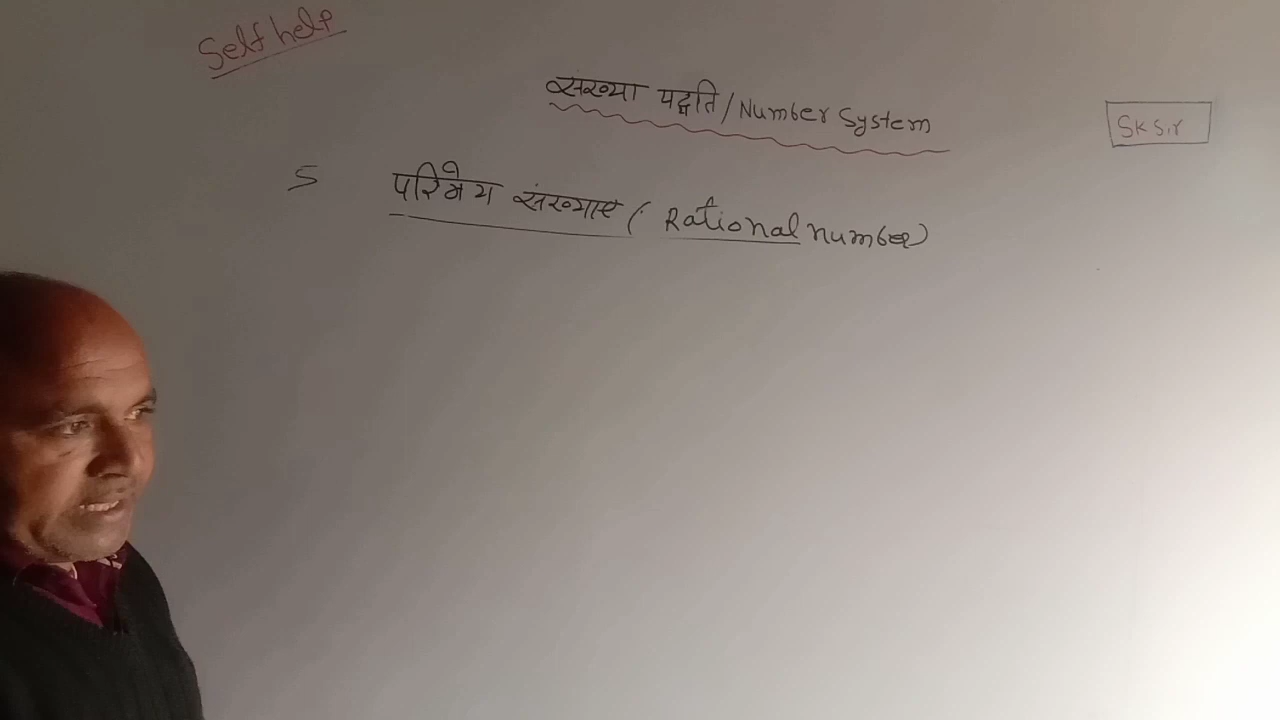 Self help
संख्या पद्धति / Number System
SK Sir
5 परिमेय संख्याएं ( Rational number )